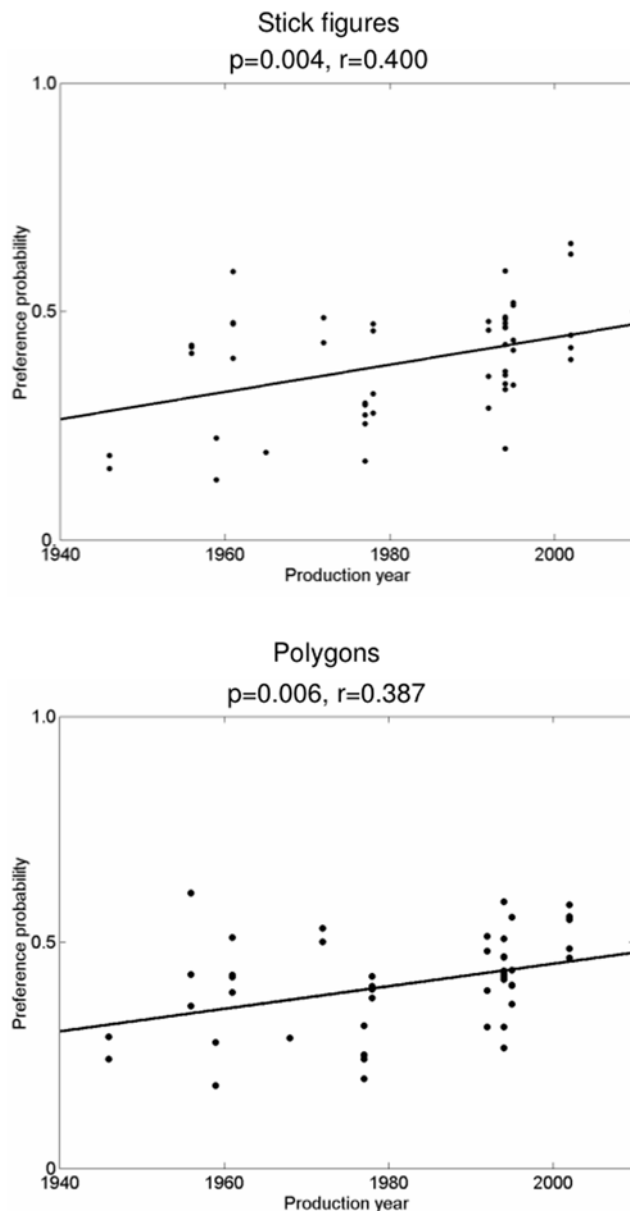 Stick figures
p=0.004, r=0.400
1.0
0.5
0.
Preference probability
1940
1960
1980
2000
Production year
Polygons
p=0.006, r=0.387
1.0
0.5
0
Preference probability
1940
1960
1980
2000
Production year